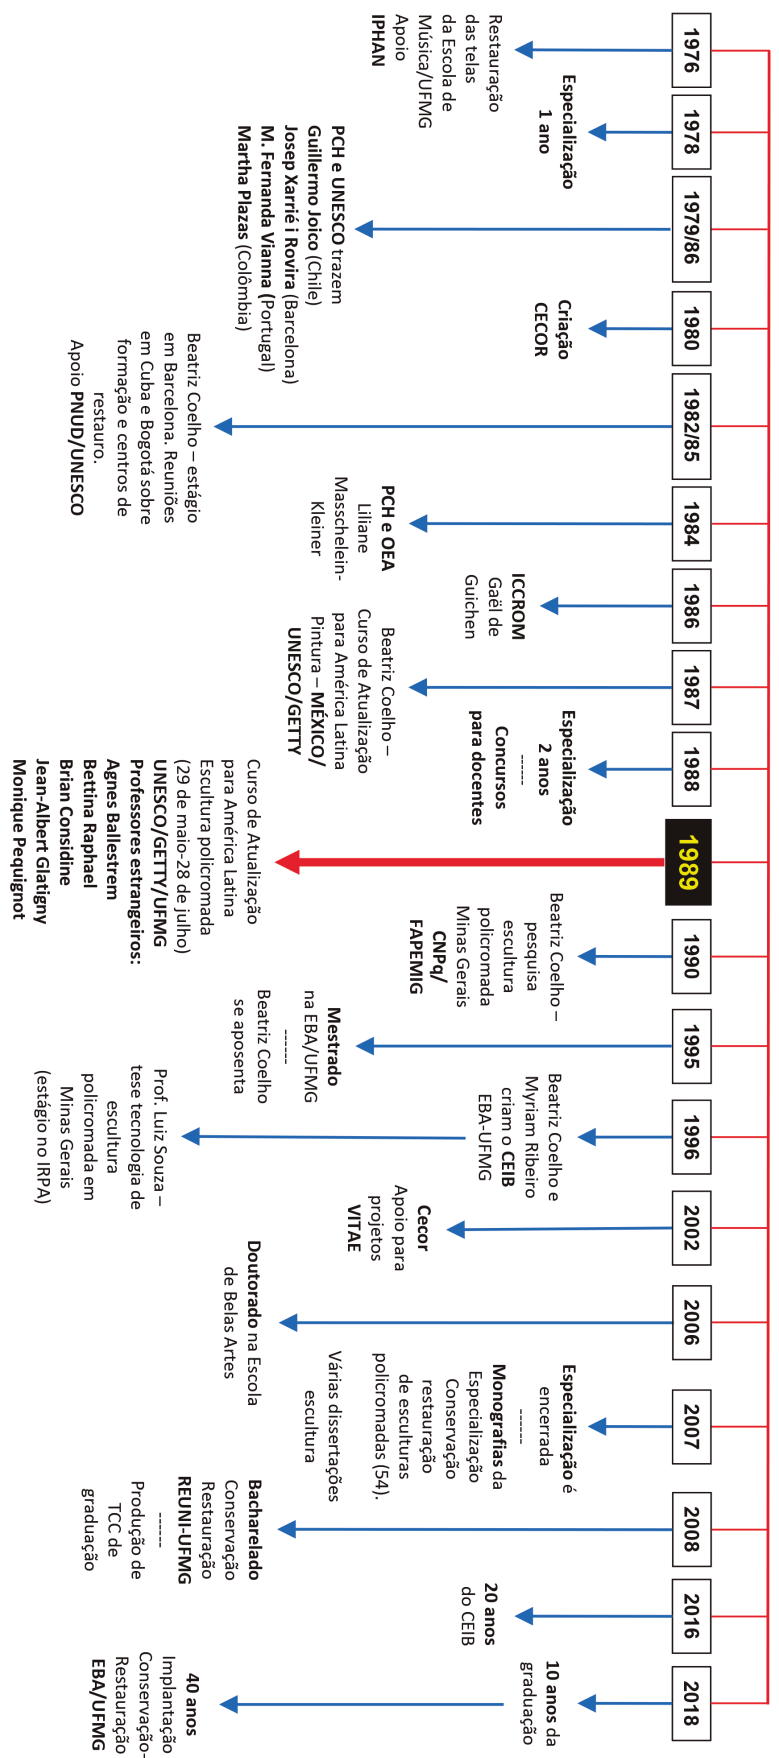 1976
Restauração
das telas
da Escola de
Música/UFMG
Apoio
IPHAN
1978
Especialização
1 ano
1979/86
PCH e UNESCO trazem
Guillermo Joico (Chile)
Josep Xarrié i Rovira (Barcelona)
M. Fernanda Vianna (Portugal)
Martha Plazas (Colômbia)
1980
Criação
CECOR
1982/85
Beatriz Coelho – estágio
em Barcelona. Reuniões
em Cuba e Bogotá sobre
formação e centros de
restauro.
Apoio PNUD/UNESCO
1984
PCH e OEA
Liliane
Masschelein-
Kleiner
1986
ICCROM
Gaël de
Guichen
1987
Beatriz Coelho –
Curso de Atualização
para América Latina
Pintura – MÉXICO/
UNESCO/GETTY
1988
Especialização
2 anos
------
Concursos
para docentes
1989
Curso de Atualização
para América Latina
Escultura policromada
(29 de maio-28 de julho)
UNESCO/GETTY/UFMG
Professores estrangeiros:
Agnes Ballestrem
Bettina Raphael
Brian Considine
Jean-Albert Glatigny
Monique Pequignot
1990
Beatriz Coelho –
pesquisa
escultura
policromada
Minas Gerais
CNPq/
FAPEMIG
1995
Mestrado
na EBA/UFMG
------
Beatriz Coelho
se aposenta
1996
Beatriz Coelho e
Myriam Ribeiro
criam o CEIB
EBA-UFMG
Prof. Luiz Souza –
tese tecnologia de
escultura
policromada em
Minas Gerais
(estágio no IRPA)
2002
Cecor
Apoio para
projetos
VITAE
2006
Doutorado na Escola
de Belas Artes
2007
Especialização é
encerrada
------
Monografias da
Especialização
Conservação
restauração
de esculturas
policromadas (54).
Várias dissertações
escultura
2008
Bacharelado
Conservação
Restauração
REUNI-UFMG
------
Produção de
TCC de
graduação
2016
20 anos
do CEIB
2018
10 anos da
graduação
40 anos
Implantação
Conservação-
Restauração
EBA/UFMG